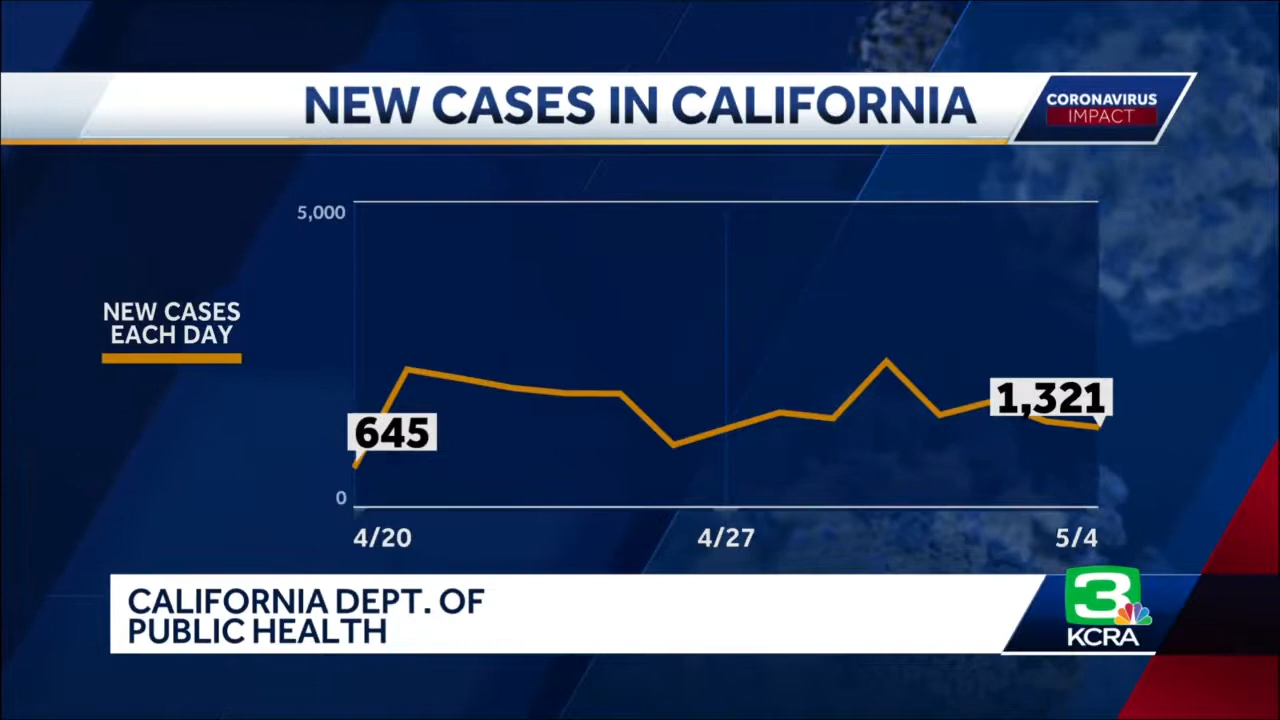 NEW CASES IN CALIFORNIA
CORONAVIRUS
IMPACT
5,000
NEW CASES
EACH DAY
645
1,321
0
4/20
4/27
5/4
CALIFORNIA DEPT. OF
PUBLIC HEALTH
3
KCRA